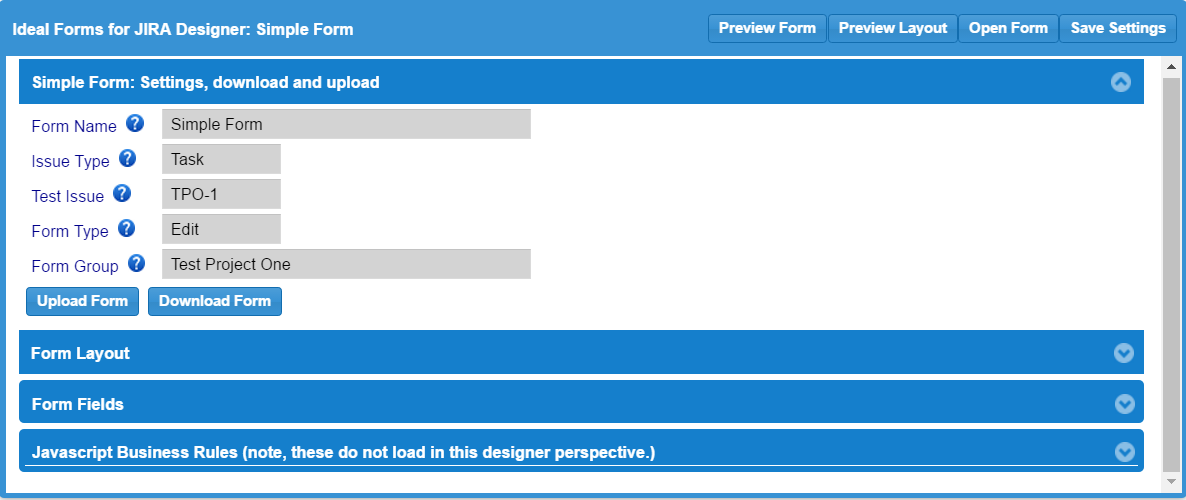 Ideal Forms for JIRA Designer: Simple Form
Preview Form Preview Layout Open Form Save Settings
Simple Form: Settings, download and upload
Form Name ? Simple Form
Issue Type ? Task
Test Issue ? TPO-1
Form Type ? Edit
Form Group ? Test Project One
Upload Form Download Form
Form Layout
Form Fields
Javascript Business Rules (note, these do not load in this designer perspective.)